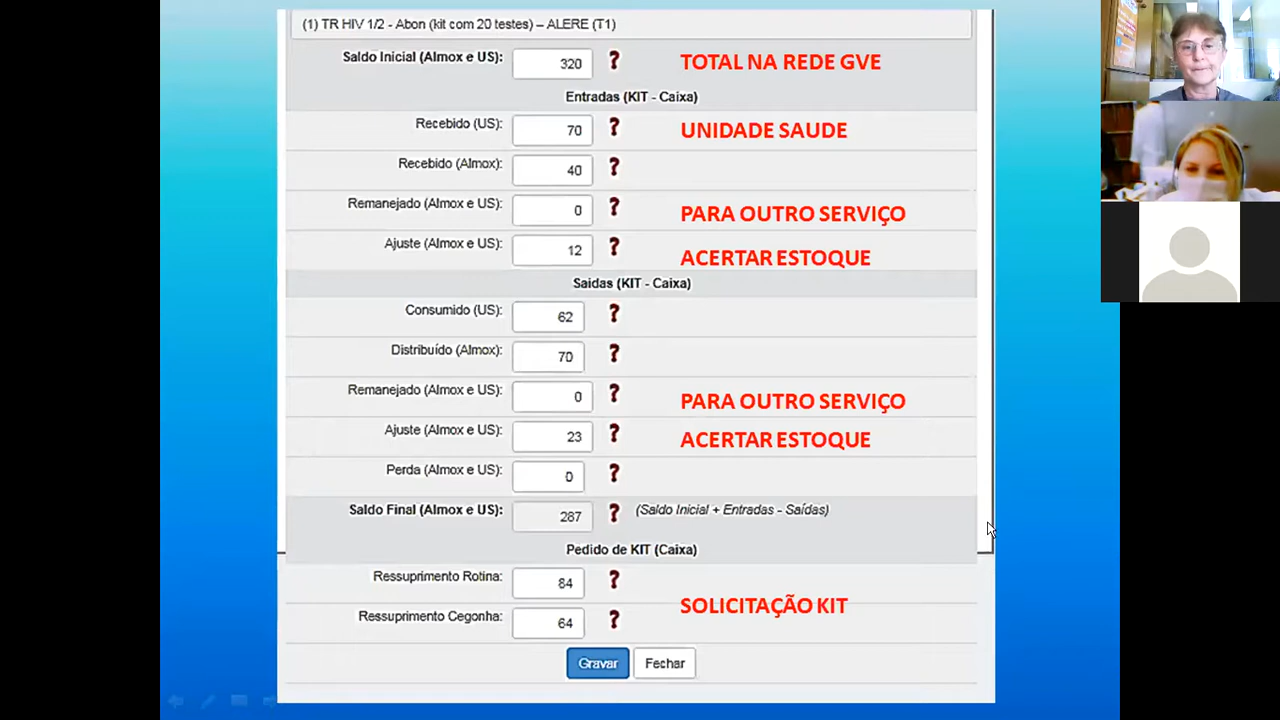 (1) TR HIV 1/2 - Abon (kit com 20 testes) – ALERE (T1)
Saldo Inicial (Almox e US): 320 ? TOTAL NA REDE GVE
Entradas (KIT - Caixa)
Recebido (US): 70 ? UNIDADE SAUDE
Recebido (Almox): 40 ?
Remanejado (Almox e US): 0 ? PARA OUTRO SERVIÇO
Ajuste (Almox e US): 12 ? ACERTAR ESTOQUE
Saidas (KIT - Caixa)
Consumido (US): 62 ?
Distribuído (Almox): 70 ?
Remanejado (Almox e US): 0 ? PARA OUTRO SERVIÇO
Ajuste (Almox e US): 23 ? ACERTAR ESTOQUE
Perda (Almox e US): 0 ?
Saldo Final (Almox e US): 287 ? (Saldo Inicial + Entradas - Saídas)
Pedido de KIT (Caixa)
Ressuprimento Rotina: 84 ?
SOLICITAÇÃO KIT
Ressuprimento Cegonha: 64 ?
Gravar Fechar